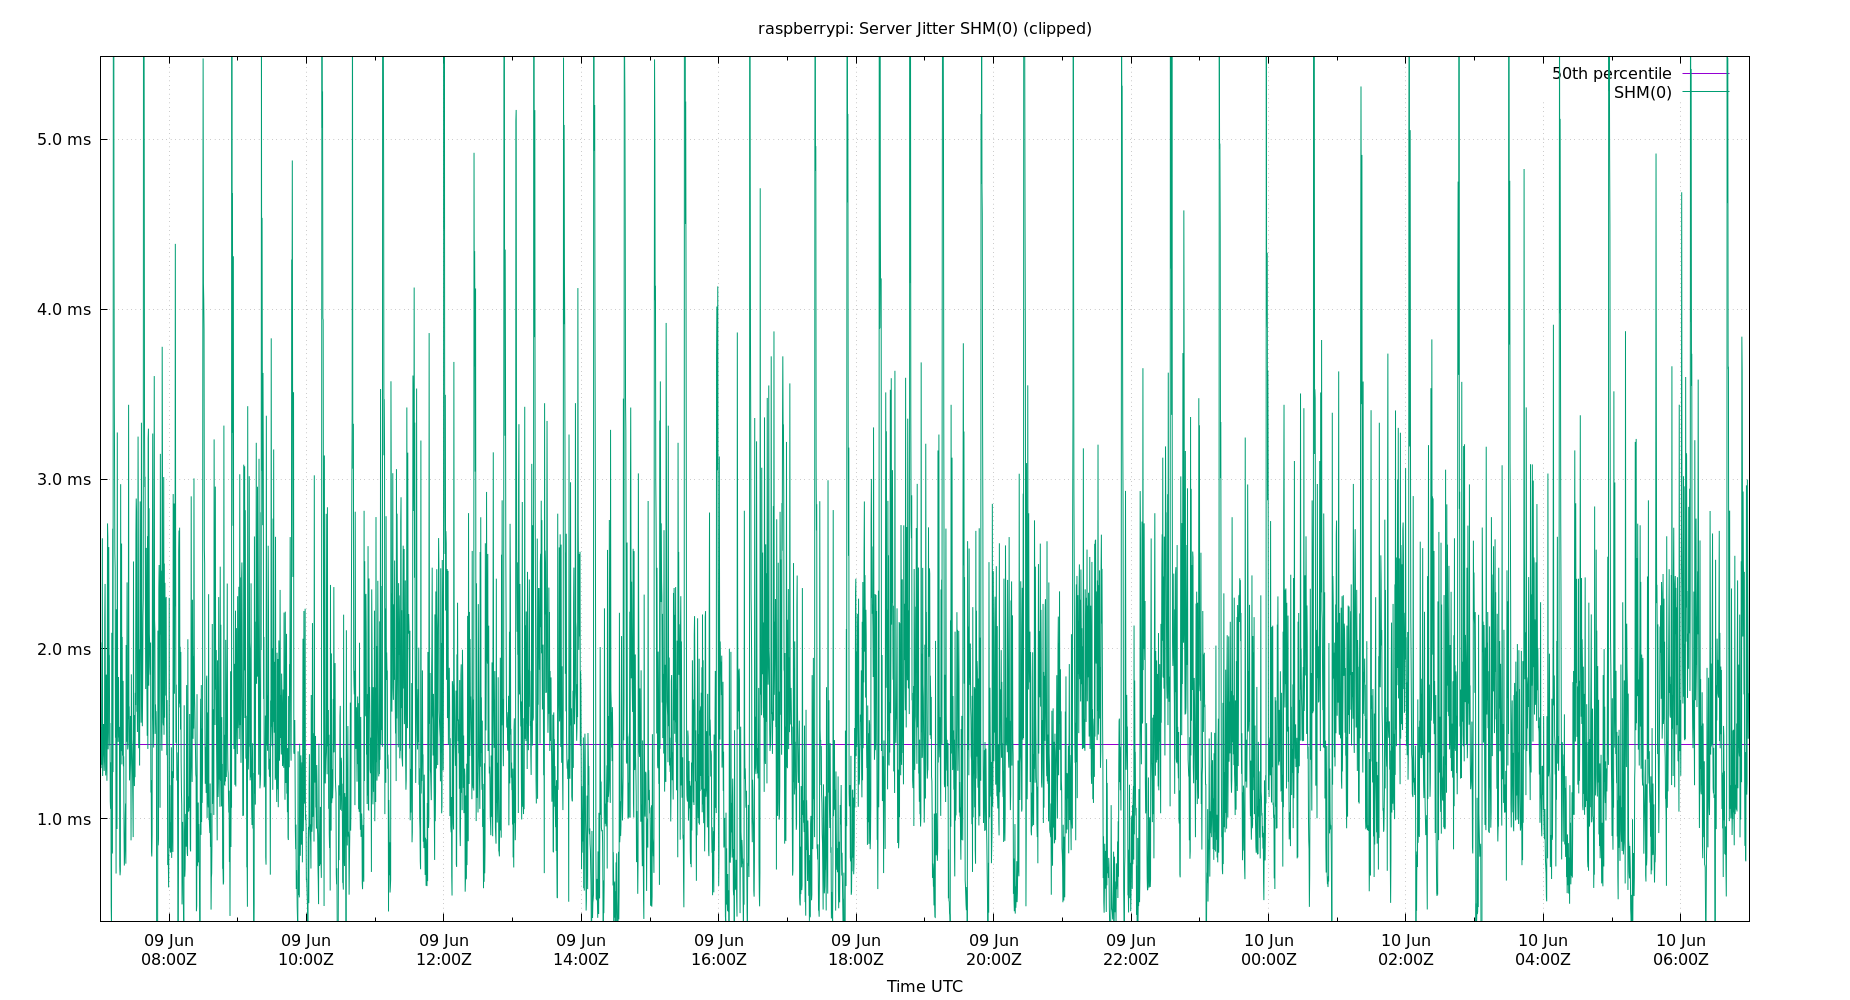 raspberrypi: Server Jitter SHM(0) (clipped)
50th percentile
SHM(0)
5.0 ms
4.0 ms
3.0 ms
2.0 ms
1.0 ms
09 Jun 09 Jun 09 Jun 09 Jun 09 Jun 09 Jun 09 Jun 09 Jun 10 Jun 10 Jun 10 Jun 10 Jun
08:00Z 10:00Z 12:00Z 14:00Z 16:00Z 18:00Z 20:00Z 22:00Z 00:00Z 02:00Z 04:00Z 06:00Z
Time UTC